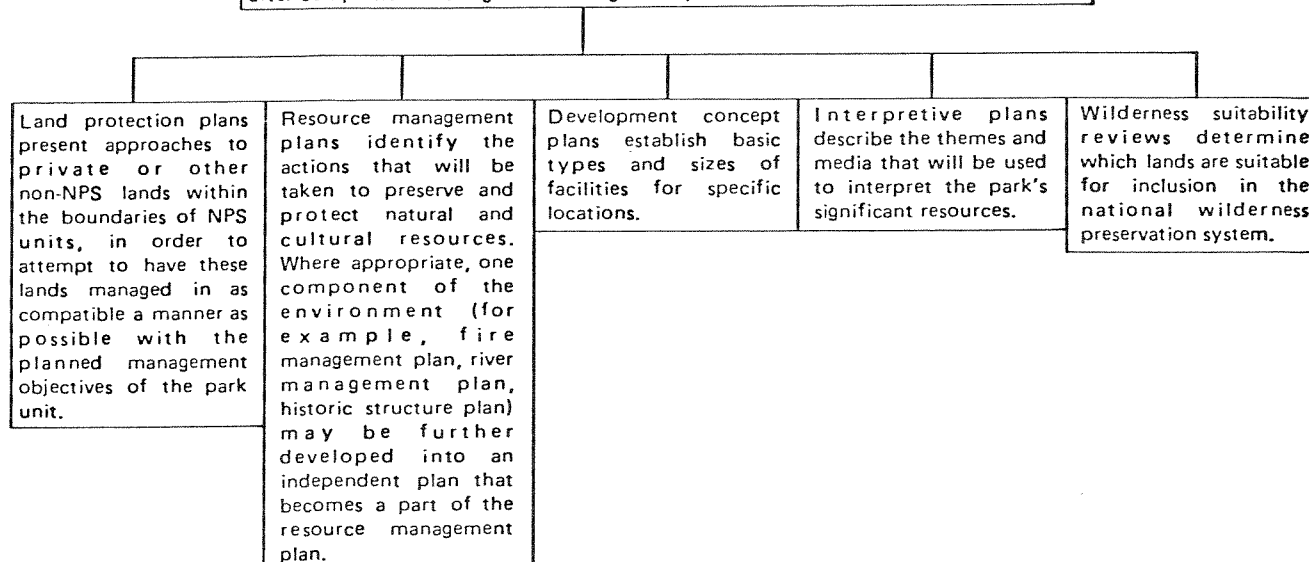 Land protection plans
present approaches to
private or other
non-NPS lands within
the boundaries of NPS
units, in order to
attempt to have these
lands managed in as
compatible a manner as
possible with the
planned management
objectives of the park
unit.
Resource management
plans identify the
actions that will be
taken to preserve and
protect natural and
cultural resources.
Where appropriate, one
component of the
environment (for
example, fire
management plan, river
management plan,
historic structure plan)
may be further
developed into an
independent plan that
becomes a part of the
resource management
plan.
Development concept
plans establish basic
types and sizes of
facilities for specific
locations.
Interpretive plans
describe the themes and
media that will be used
to interpret the park's
significant resources.
Wilderness suitability
reviews determine
which lands are suitable
for inclusion in the
national wilderness
preservation system.